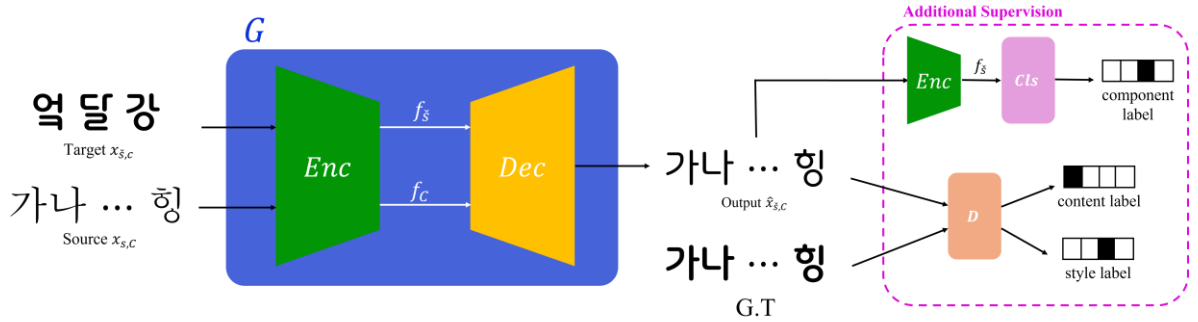 G
억 달 강
Target x_{š,c}
가나 ⋯ 힝
Source x_{s,C}
Enc
f_š
f_C
Dec
가나 ⋯ 힝
Output x̂_{š,C}
가나 ⋯ 힝
G.T
Additional Supervision
Enc
f_š
Cls
component
label
D
content label
style label